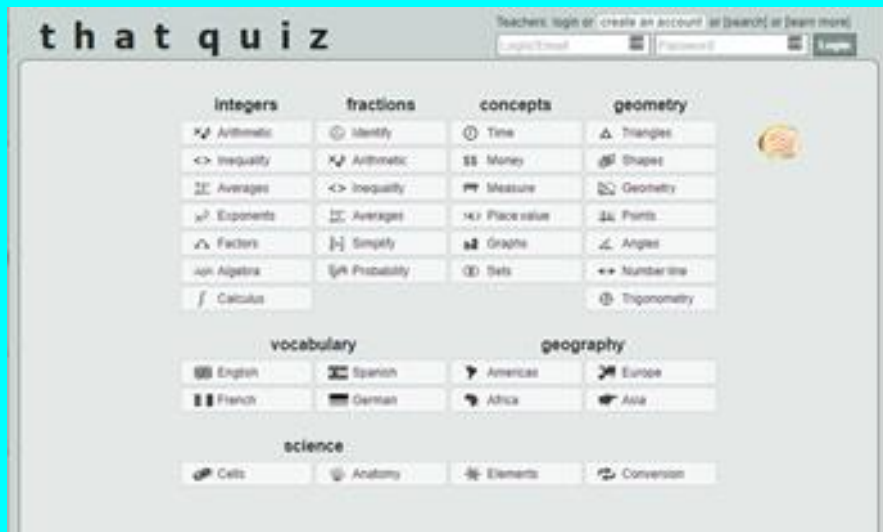 that quiz
Teachers: login or create an account or [search] or [learn more]
Login/Email Password Login
integers fractions concepts geometry
Arithmetic Identify Time Triangles
Inequality Arithmetic Money Shapes
Averages Inequality Measure Geometry
Exponents Averages Place value Points
Factors Simplify Graphs Angles
Algebra Probability Sets Number line
Calculus Trigonometry
vocabulary geography
English Spanish Americas Europe
French German Africa Asia
science
Cells Anatomy Elements Conversion